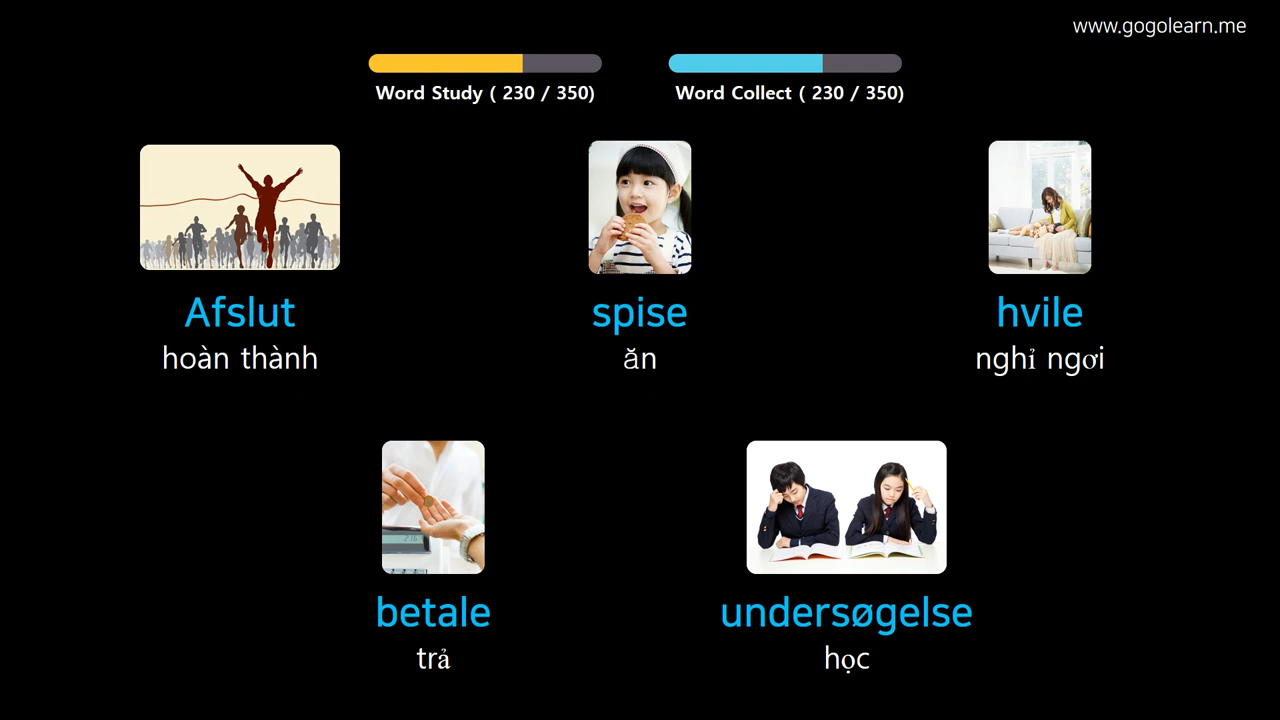 www.gogolearn.me
Word Study ( 230 / 350)
Word Collect ( 230 / 350)
Afslut
hoàn thành
spise
ăn
hvile
nghỉ ngơi
betale
trả
undersøgelse
học